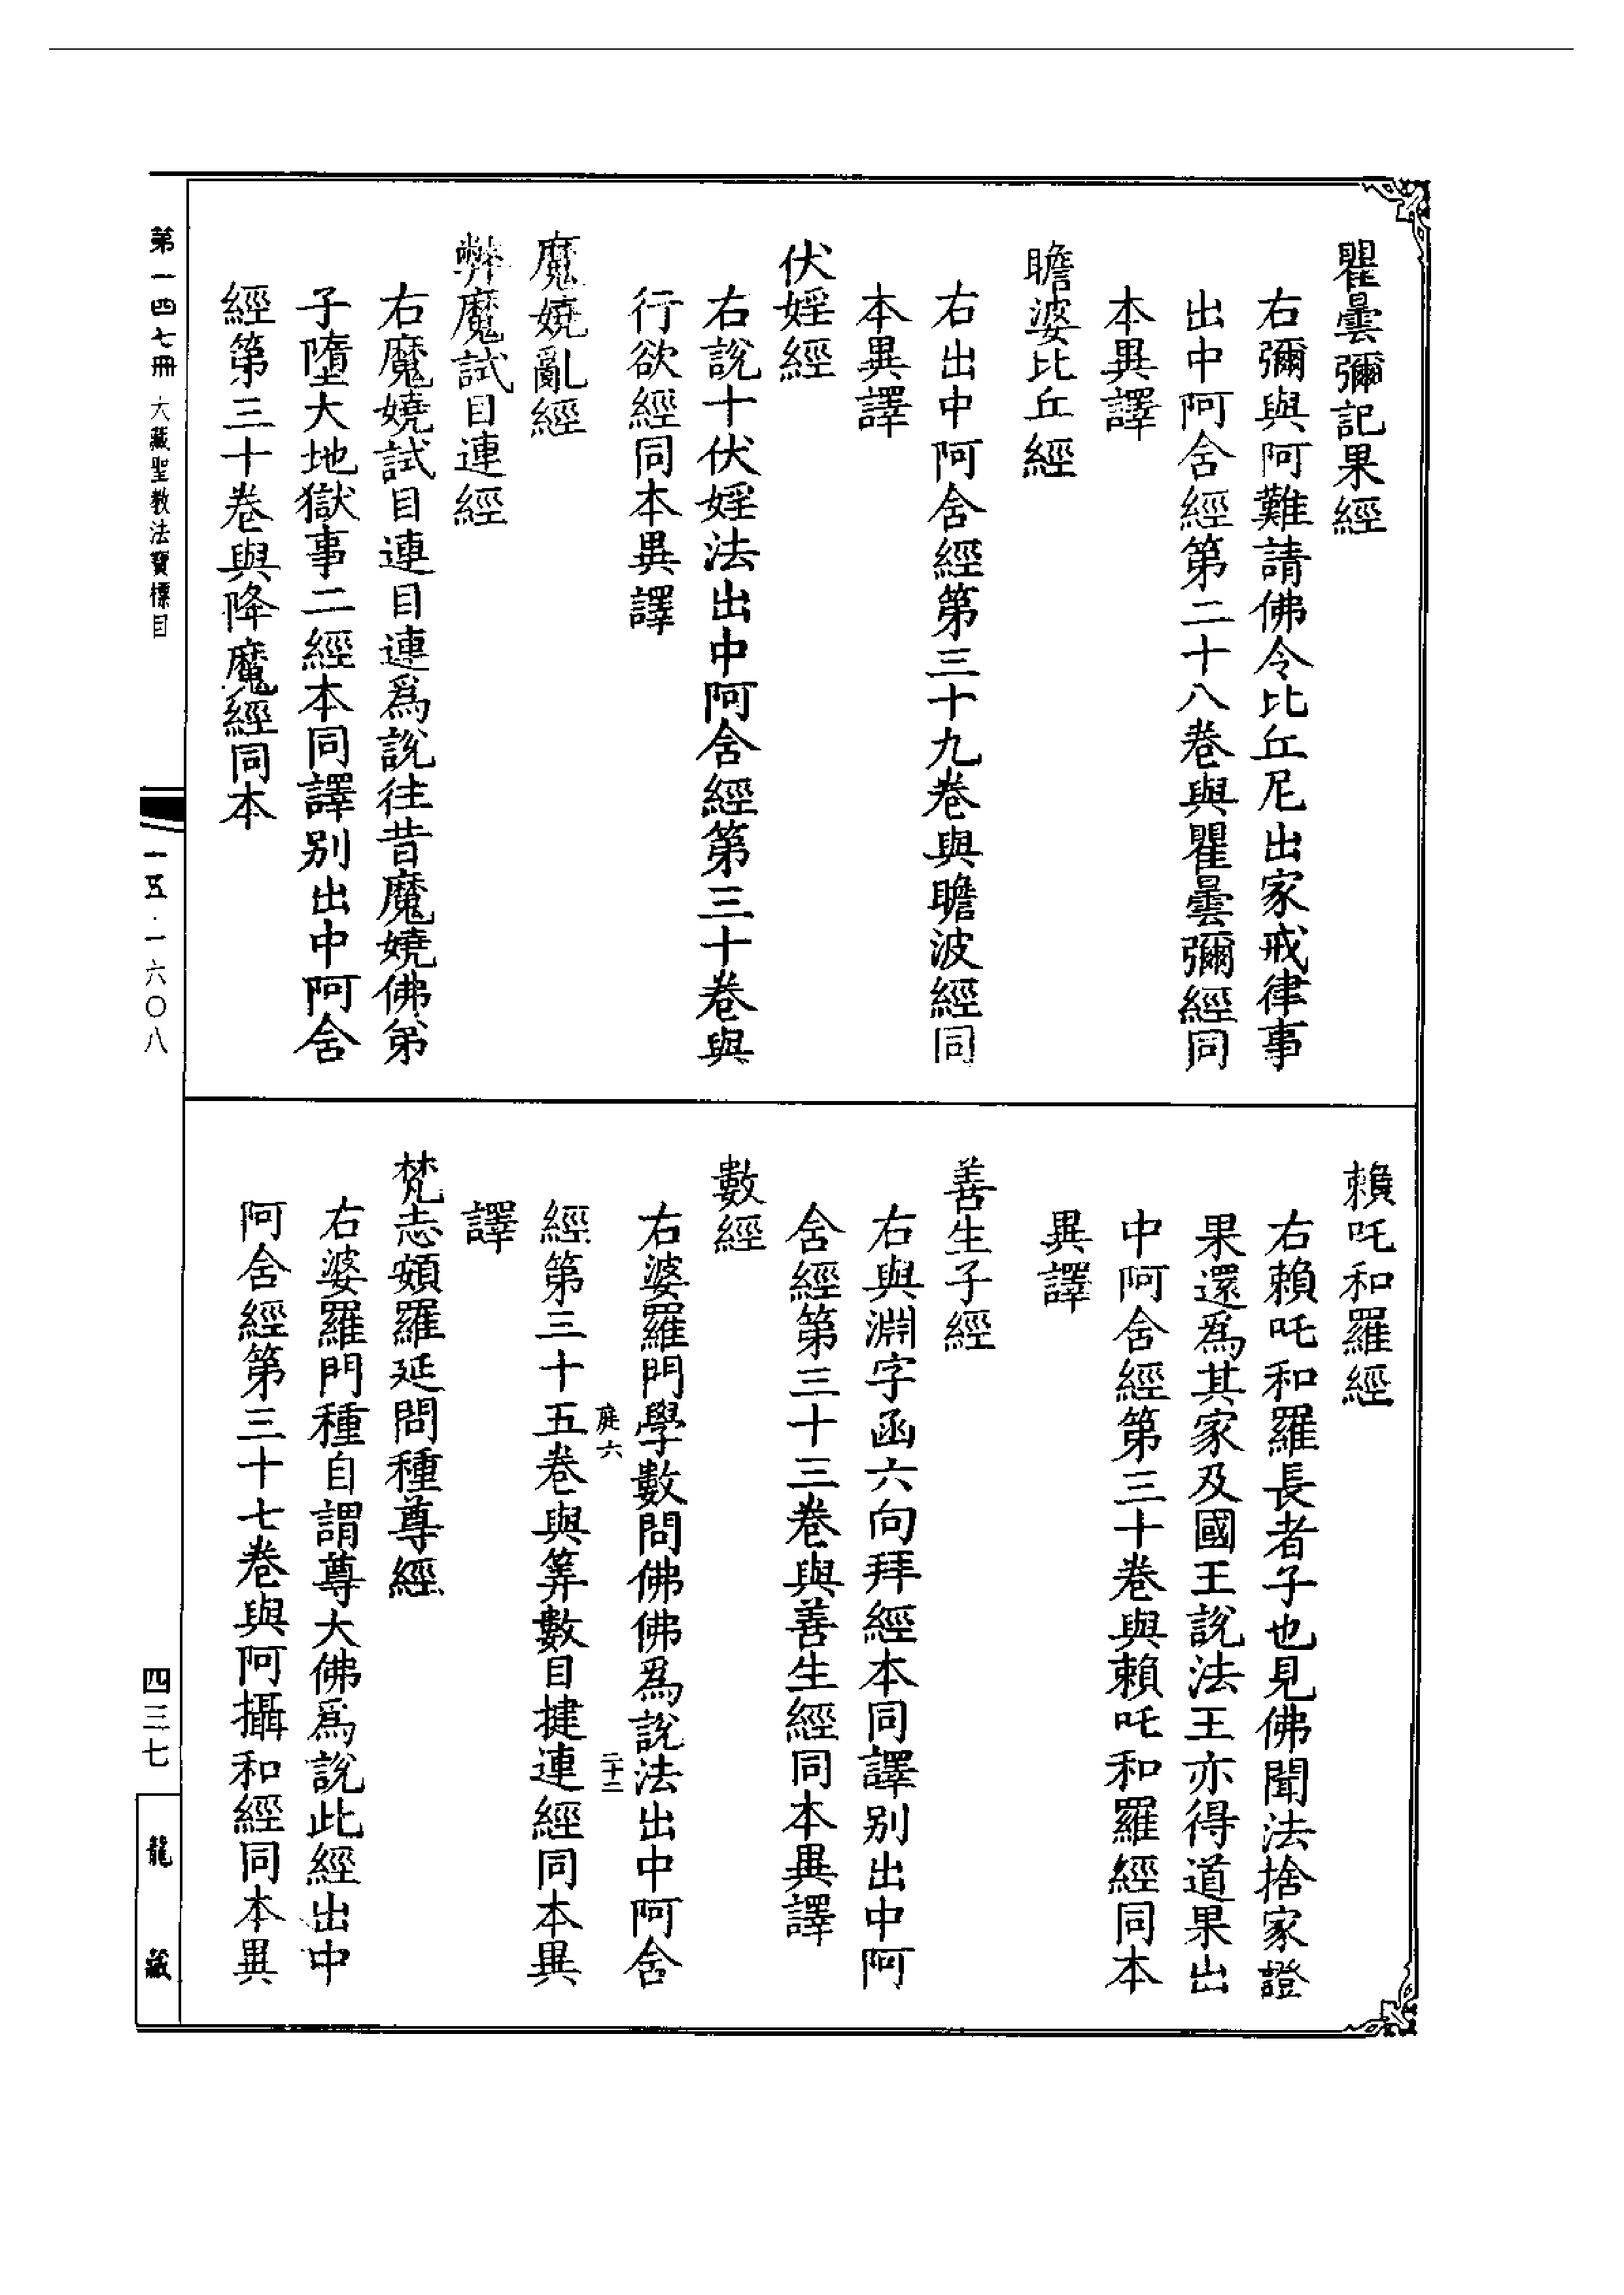 瞿曇彌記果經
右彌與阿難請佛令比丘尼出家戒律事
出中阿舍經第二十八卷與瞿曇彌經同
本異譯
瞻婆比丘經
右出中阿舍經第三十九卷與瞻波經同
本異譯
伏婬經
右說十伏婬法出中阿舍經第三十卷與
行欲經同本異譯
魔嬈亂經
弊魔試目連經
右魔嬈試目連目連爲說往昔魔嬈佛弟
子墮大地獄事二經本同譯别出中阿舍
經第三十卷與降魔經同本
賴吒和羅經
右賴吒和羅長者子也見佛聞法捨家證
果還爲其家及國王說法王亦得道果出
中阿舍經第三十卷與賴吒和羅經同本
異譯
善生子經
右與淵字函六向拜經本同譯别出中阿
舍經第三十三卷與善生經同本異譯
數經
右婆羅門學數問佛佛爲說法出中阿舍
庭六 二十二
經第三十五卷與筭數目揵連經同本異
譯
梵志頞羅延問種尊經
右婆羅門種自謂尊大佛爲說此經出中
阿舍經第三十七卷與阿攝和經同本異
第一四七冊 大藏聖教法寶標目
一五·一六〇八
四三七
龍藏